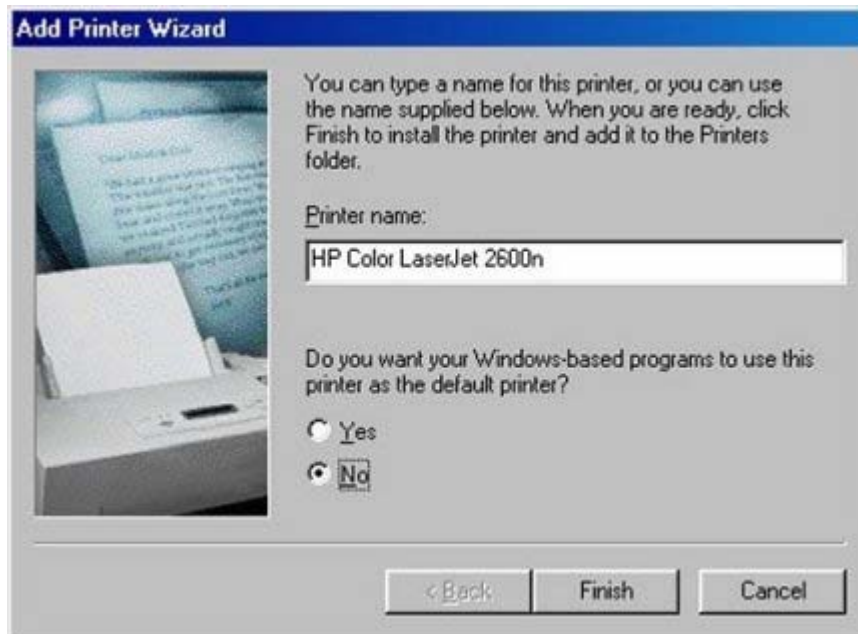 Add Printer Wizard
You can type a name for this printer, or you can use
the name supplied below. When you are ready, click
Finish to install the printer and add it to the Printers
folder.
Printer name:
HP Color LaserJet 2600n
Do you want your Windows-based programs to use this
printer as the default printer?
Yes
No
< Back
Finish
Cancel